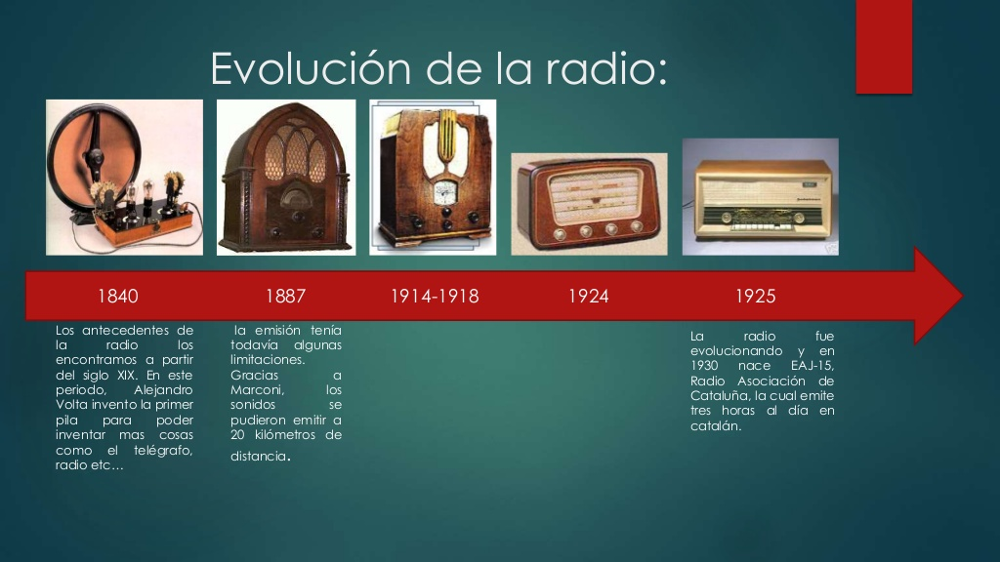 Evolución de la radio:
1840
1887
1914-1918
1924
1925
Los antecedentes de
la radio los
encontramos a partir
del siglo XIX. En este
periodo, Alejandro
Volta invento la primer
pila para poder
inventar mas cosas
como el telégrafo,
radio etc…
la emisión tenía
todavía algunas
limitaciones.
Gracias a
Marconi, los
sonidos se
pudieron emitir a
20 kilómetros de
distancia.
La radio fue
evolucionando y en
1930 nace EAJ-15,
Radio Asociación de
Cataluña, la cual emite
tres horas al día en
catalán.